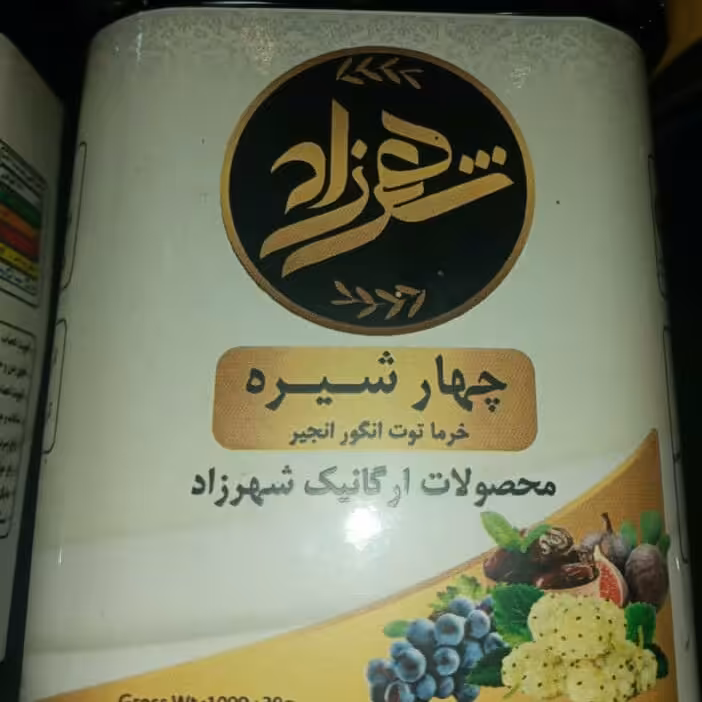 شهرزاد
چهار شیره
خرما توت انگور انجیر
محصولات ارگانیک شهرزاد